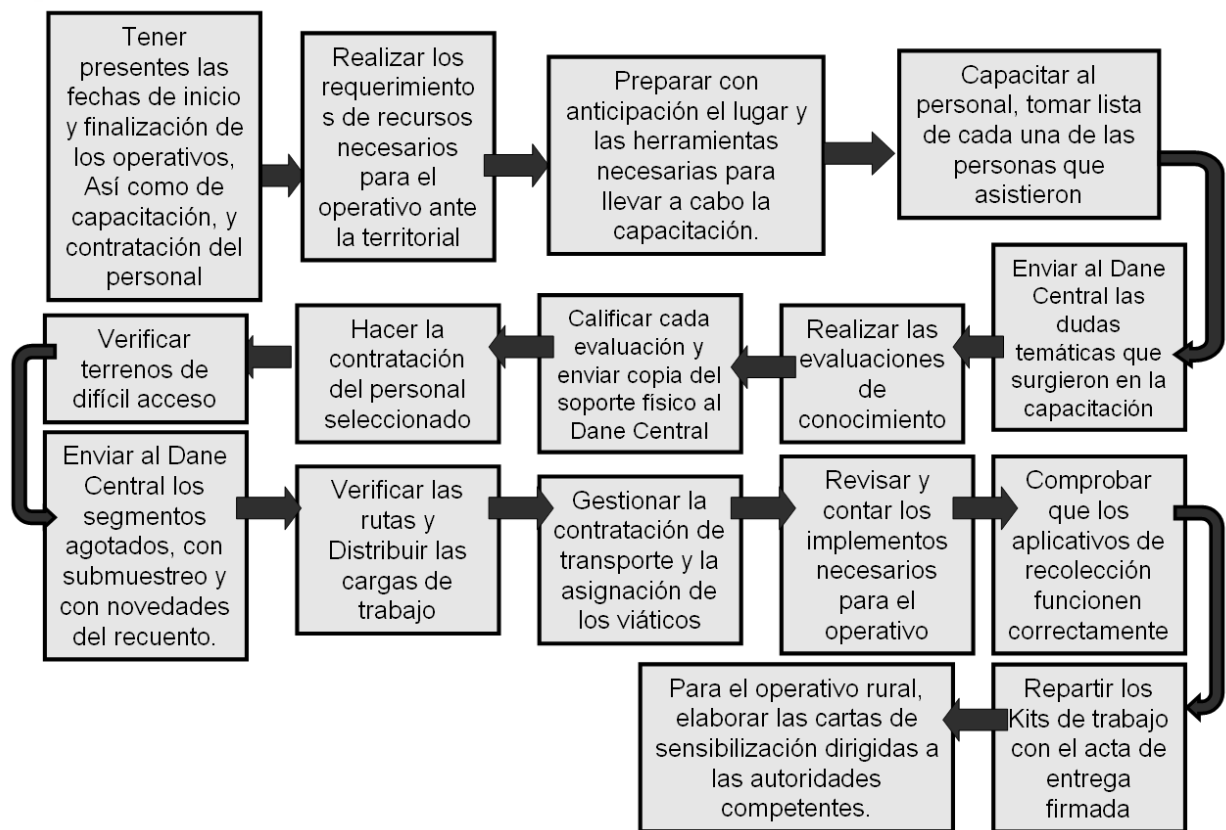 Tener
presentes las
fechas de inicio
y finalización de
los operativos,
Así como de
capacitación, y
contratación del
personal
Realizar los
requerimiento
s de recursos
necesarios
para el
operativo ante
la territorial
Preparar con
anticipación el lugar y
las herramientas
necesarias para
llevar a cabo la
capacitación.
Capacitar al
personal, tomar lista
de cada una de las
personas que
asistieron
Enviar al Dane
Central las
dudas
temáticas que
surgieron en la
capacitación
Realizar las
evaluaciones
de
conocimiento
Calificar cada
evaluación y
enviar copia del
soporte físico al
Dane Central
Hacer la
contratación
del personal
seleccionado
Verificar
terrenos de
difícil acceso
Enviar al Dane
Central los
segmentos
agotados, con
submuestreo y
con novedades
del recuento.
Verificar las
rutas y
Distribuir las
cargas de
trabajo
Gestionar la
contratación de
transporte y la
asignación de
los viáticos
Revisar y
contar los
implementos
necesarios
para el
operativo
Comprobar
que los
aplicativos de
recolección
funcionen
correctamente
Repartir los
Kits de trabajo
con el acta de
entrega
firmada
Para el operativo rural,
elaborar las cartas de
sensibilización dirigidas a
las autoridades
competentes.